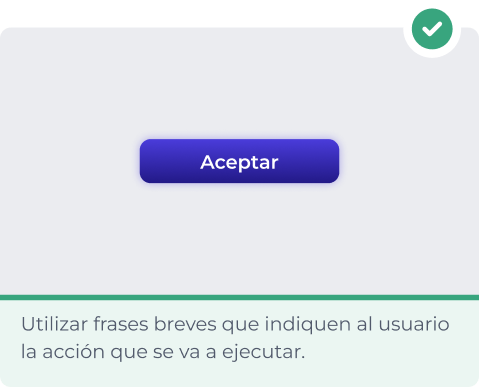 Aceptar
Utilizar frases breves que indiquen al usuario
la acción que se va a ejecutar.